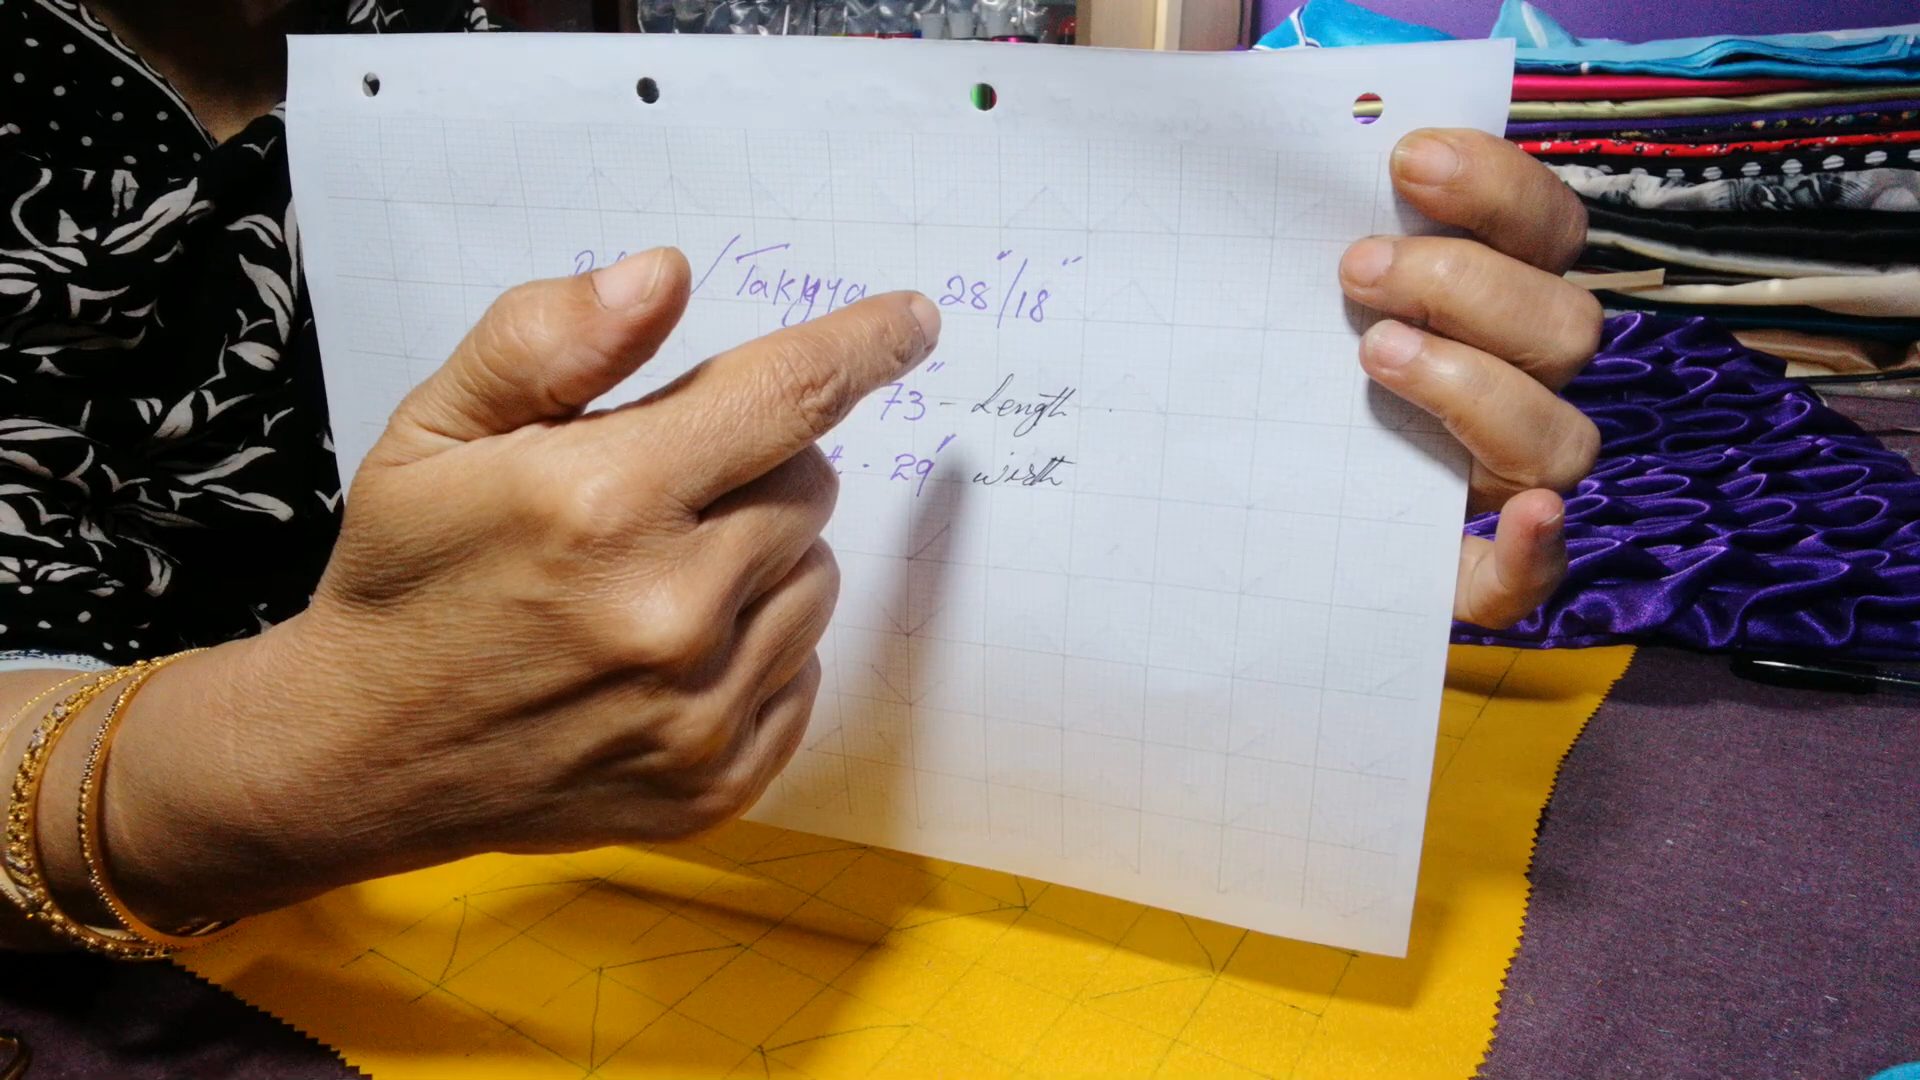 / Takyya 28"/18"
73" - Length
29" width